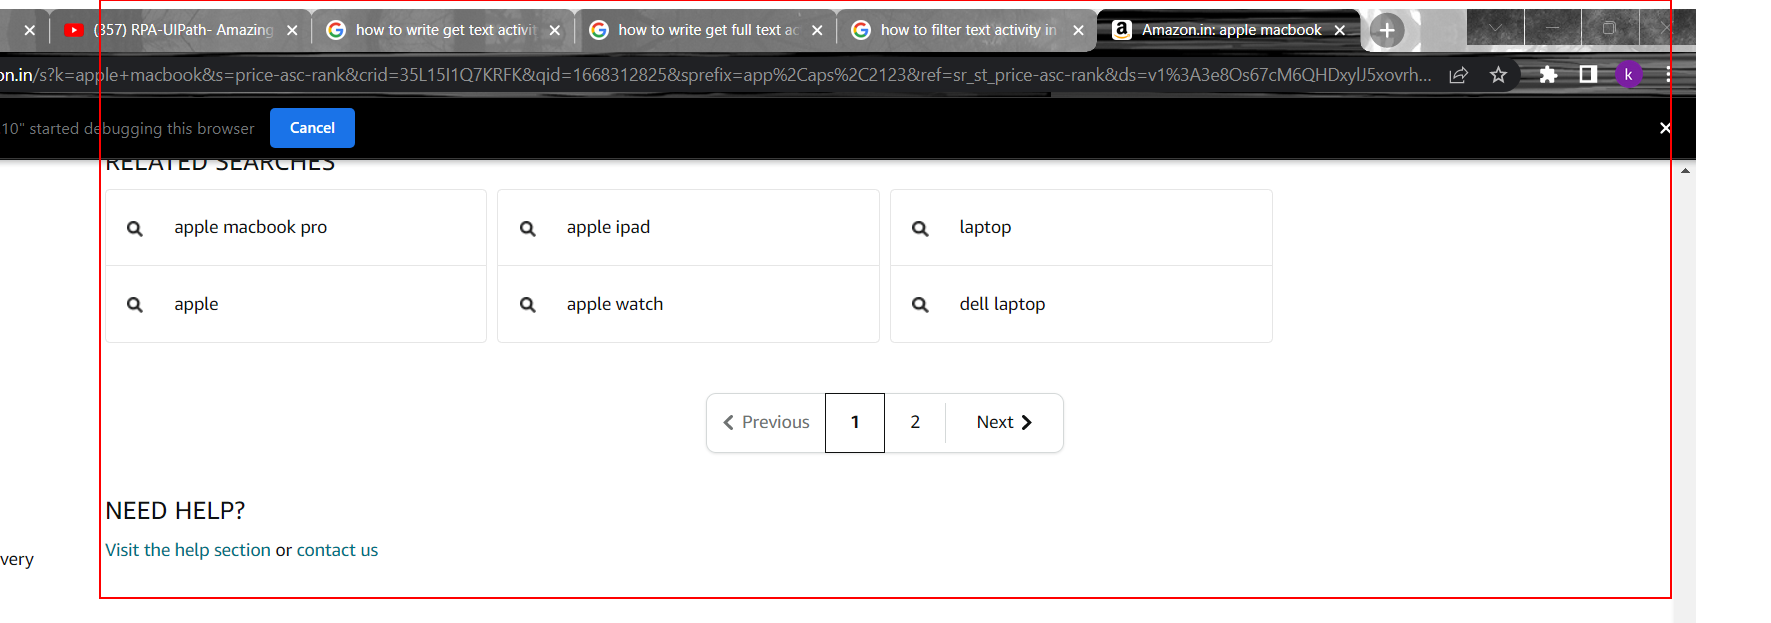 (357) RPA-UIPath- Amazing
how to write get text activit
how to write get full text ac
how to filter text activity in
Amazon.in: apple macbook
on.in/s?k=apple+macbook&s=price-asc-rank&crid=35L15I1Q7KRFK&qid=1668312825&sprefix=app%2Caps%2C2123&ref=sr_st_price-asc-rank&ds=v1%3A3e8Os67cM6QHDxylJ5xovrh...
k
10" started debugging this browser
Cancel
RELATED SEARCHES
apple macbook pro
apple ipad
laptop
apple
apple watch
dell laptop
Previous 1 2 Next
NEED HELP?
Visit the help section or contact us
very